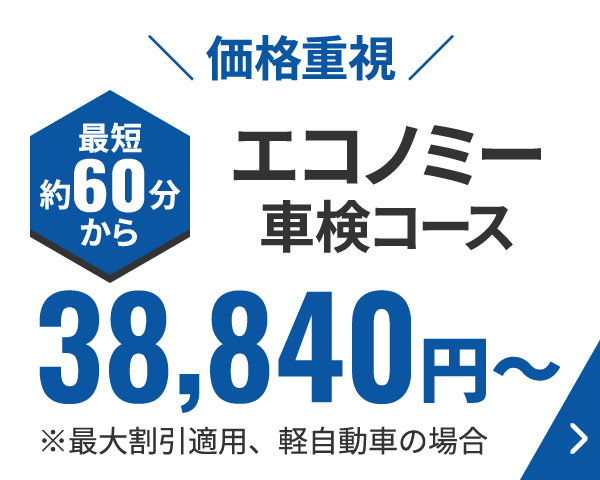 価格重視
最短
約60分
から
エコノミー
車検コース
38,840円～
※最大割引適用、軽自動車の場合